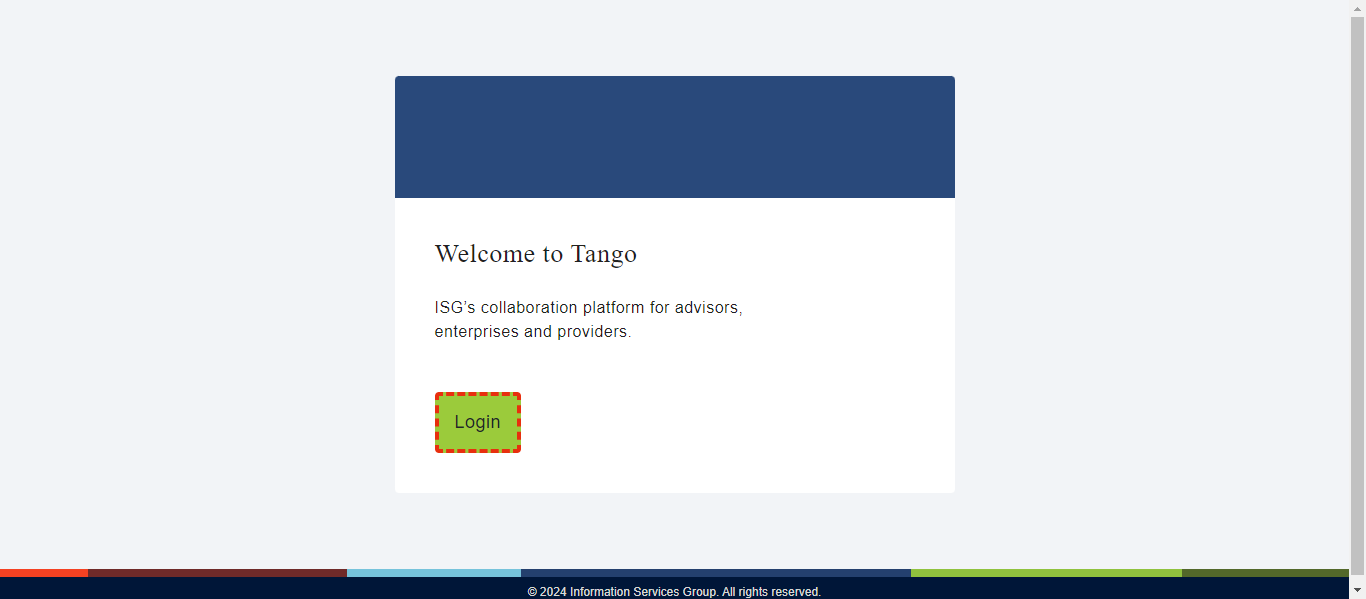 Welcome to Tango
ISG’s collaboration platform for advisors,
enterprises and providers.
Login
© 2024 Information Services Group. All rights reserved.